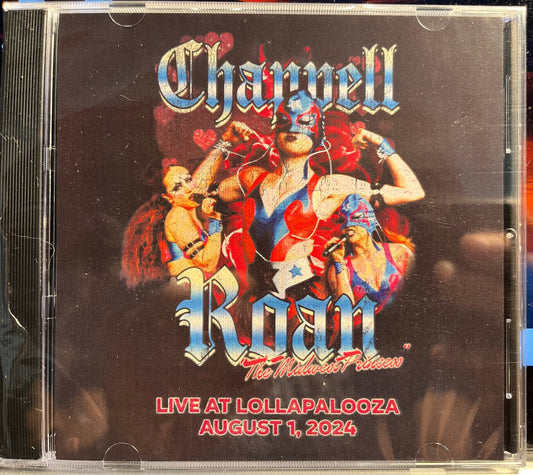 Chappell
Roan
"The Midwest Princess"
LIVE AT LOLLAPALOOZA
AUGUST 1, 2024